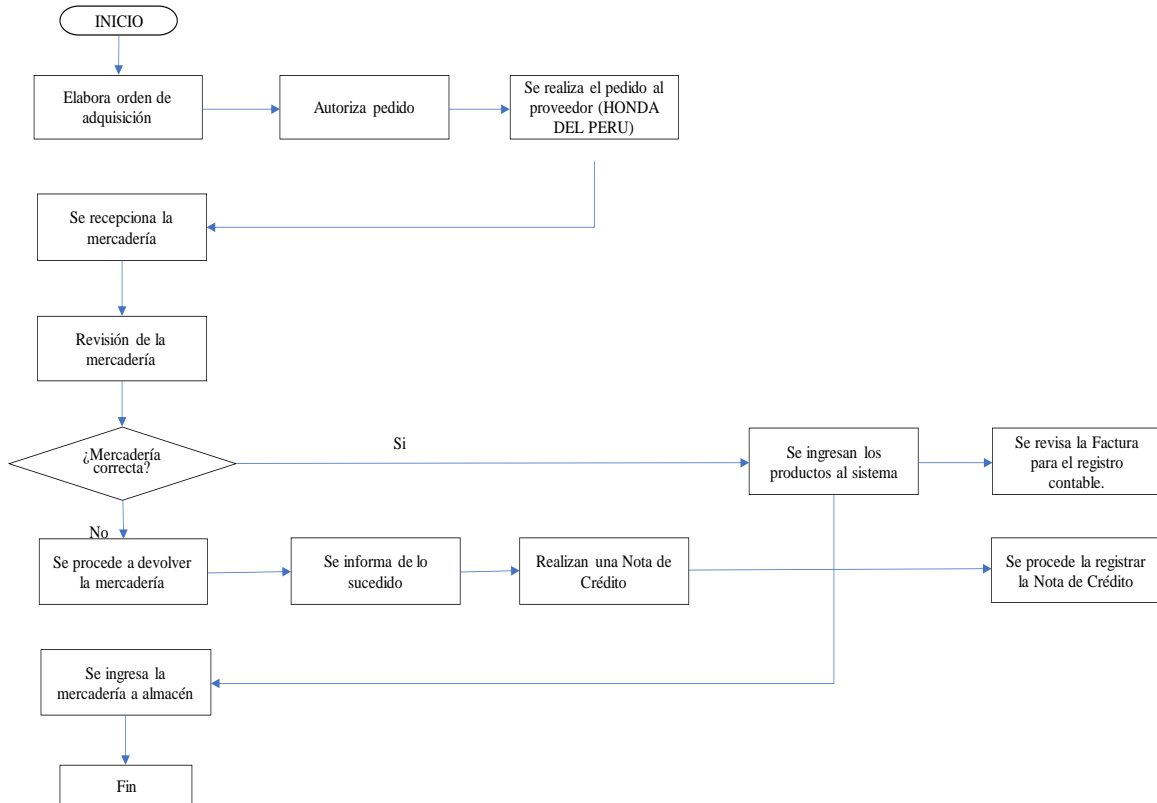 INICIO
Elabora orden de
adquisición
Autoriza pedido
Se realiza el pedido al
proveedor (HONDA
DEL PERU)
Se recepciona la
mercadería
Revisión de la
mercadería
¿Mercadería
correcta?
Si
Se ingresan los
productos al sistema
Se revisa la Factura
para el registro
contable.
No
Se procede a devolver
la mercadería
Se informa de lo
sucedido
Realizan una Nota de
Crédito
Se procede la registrar
la Nota de Crédito
Se ingresa la
mercadería a almacén
Fin